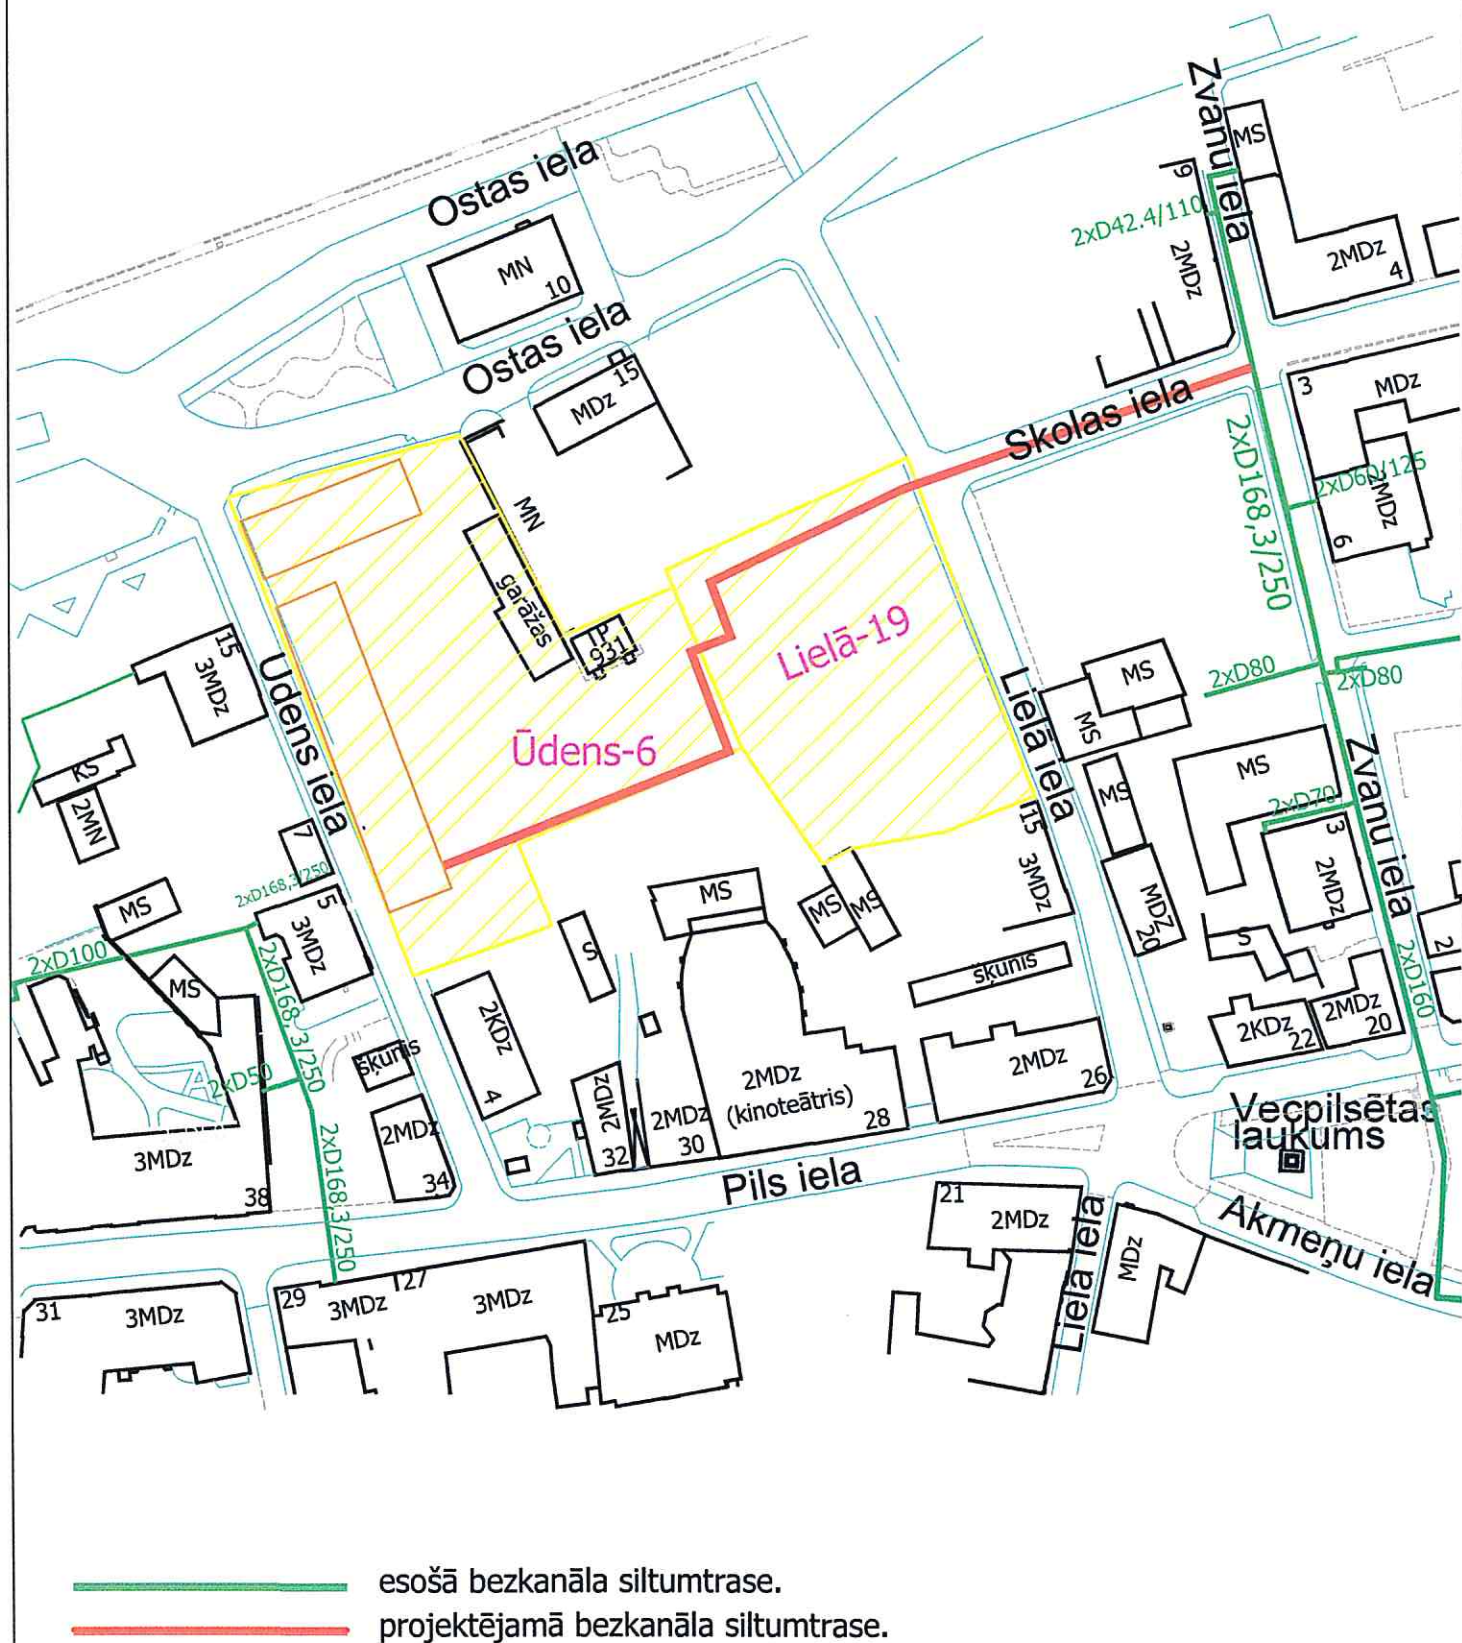 Zvanu iela
MS
Ostas iela
9
2xD42.4/110
2MDz
2MDz
4
MN
10
Ostas iela
15
MDz
3
MDz
Skolas iela
2xD168,3/250
2xD60/125
2MDz
6
MN
garāžas
TP
931
Lielā-19
15
3MDz
Ūdens iela
Ūdens-6
Lielā iela
MS
MS
2xD80
2xD80
KS
2MN
7
MS
MS
2xD70
3
2MDz
Zvanu iela
15
3MDz
MDz
20
2xD168,3/250
5
3MDz
MS
2xD100
2xD168,3/250
MS
S
MS
MS
MS
šķūnis
S
2
2xD160
2KDz
4
2KDz
22
2MDz
20
šķūnis
2xD50
2MDz
32
2MDz
30
2MDz
(kinoteātris)
28
2MDz
26
Vecpilsētas
laukums
3MDz
38
2xD168,3/250
2MDz
34
Pils iela
21
2MDz
Lielā iela
MDz
Akmeņu iela
31
3MDz
29
3MDz
27
3MDz
25
MDz
esošā bezkanāla siltumtrase.
projektējamā bezkanāla siltumtrase.